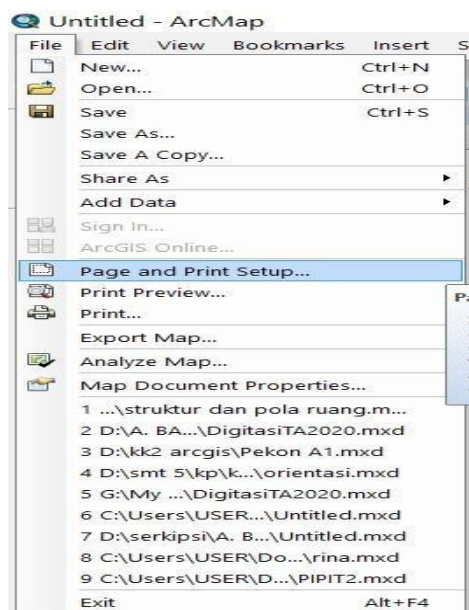 Untitled - ArcMap
File Edit View Bookmarks Insert S
New... Ctrl+N
Open... Ctrl+O
Save Ctrl+S
Save As...
Save A Copy...
Share As
Add Data
Sign In...
ArcGIS Online...
Page and Print Setup...
Print Preview...
Print...
Export Map...
Analyze Map...
Map Document Properties...
1 ...\struktur dan pola ruang.m...
2 D:\A. BA...\DigitasiTA2020.mxd
3 D:\kk2 arcgis\Pekon A1.mxd
4 D:\smt 5\kp\k...\orientasi.mxd
5 G:\My ...\DigitasiTA2020.mxd
6 C:\Users\USER...\Untitled.mxd
7 D:\serkipsi\A. B...\Untitled.mxd
8 C:\Users\USER\Do...\rina.mxd
9 C:\Users\USER\D...\PIPIT2.mxd
Exit Alt+F4